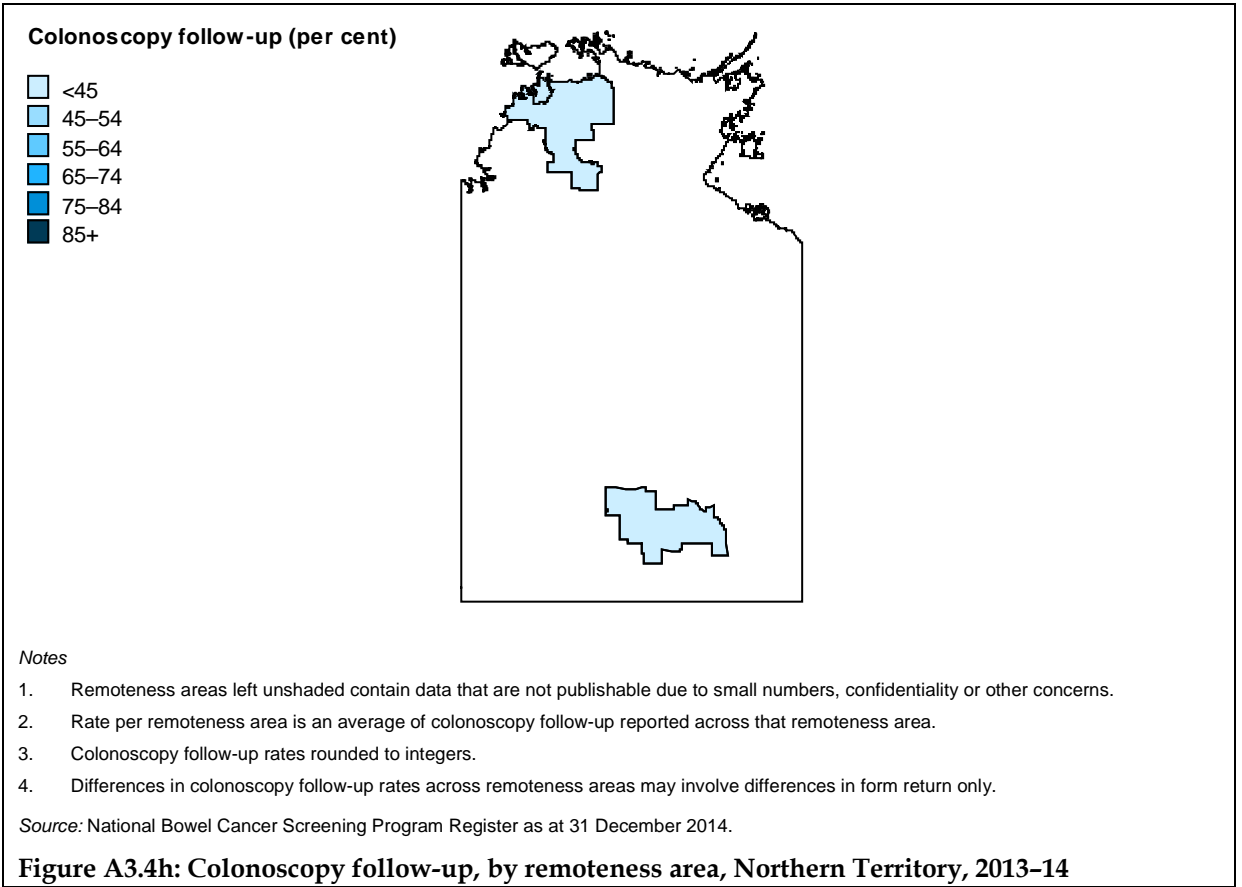 Colonoscopy follow-up (per cent)
<45
45–54
55–64
65–74
75–84
85+
Notes
1. Remoteness areas left unshaded contain data that are not publishable due to small numbers, confidentiality or other concerns.
2. Rate per remoteness area is an average of colonoscopy follow-up reported across that remoteness area.
3. Colonoscopy follow-up rates rounded to integers.
4. Differences in colonoscopy follow-up rates across remoteness areas may involve differences in form return only.
Source: National Bowel Cancer Screening Program Register as at 31 December 2014.
Figure A3.4h: Colonoscopy follow-up, by remoteness area, Northern Territory, 2013–14